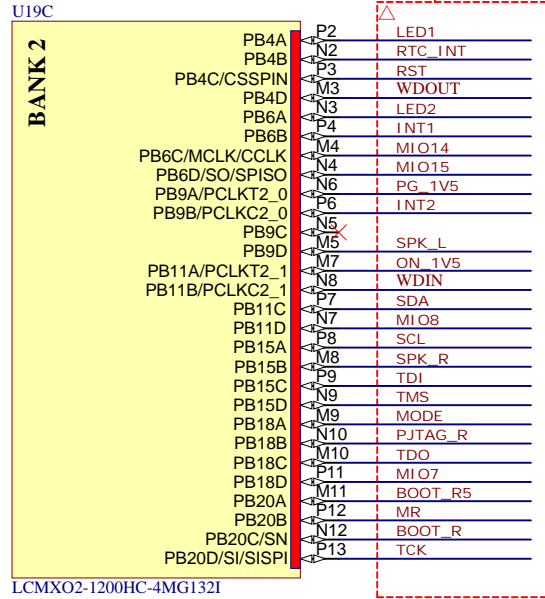 U19C
BANK 2
PB4A P2 LED1
PB4B N2 RTC_INT
PB4C/CSSPIN P3 RST
PB4D M3 WDOUT
PB6A N3 LED2
PB6B P4 INT1
PB6C/MCLK/CCLK M4 MIO14
PB6D/SO/SPISO N4 MIO15
PB9A/PCLKT2_0 N6 PG_1V5
PB9B/PCLKC2_0 P6 INT2
PB9C N5
PB9D M5 SPK_L
PB11A/PCLKT2_1 M7 ON_1V5
PB11B/PCLKC2_1 N8 WDIN
PB11C P7 SDA
PB11D N7 MIO8
PB15A P8 SCL
PB15B M8 SPK_R
PB15C P9 TDI
PB15D N9 TMS
PB18A M9 MODE
PB18B N10 PJTAG_R
PB18C M10 TDO
PB18D P11 MIO7
PB20A M11 BOOT_R5
PB20B P12 MR
PB20C/SN N12 BOOT_R
PB20D/SI/SISPI P13 TCK
LCMXO2-1200HC-4MG132I